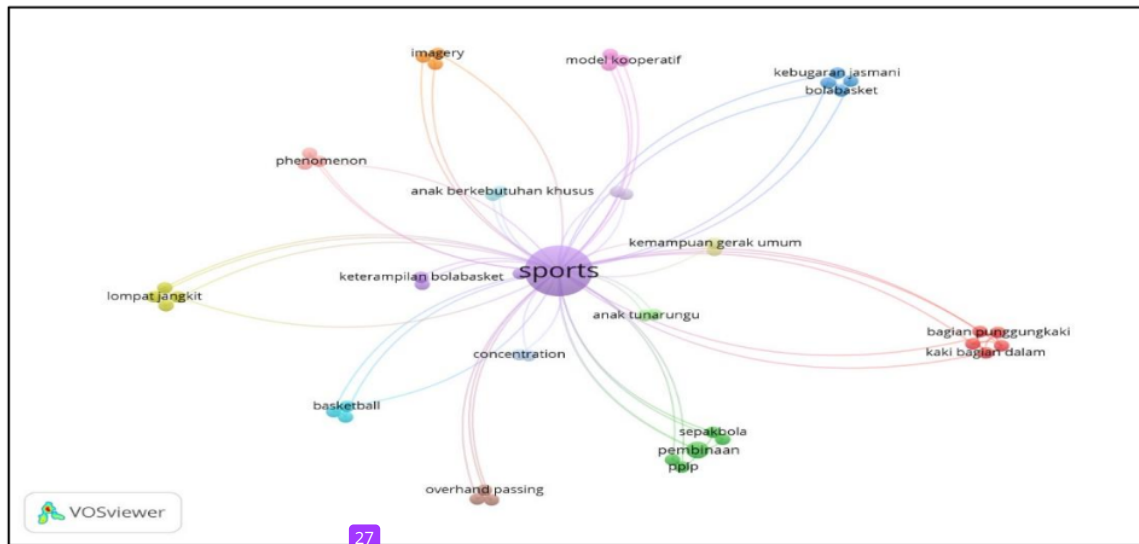 imagery
model kooperatif
kebugaran jasmani
bolabasket
phenomenon
anak berkebutuhan khusus
kemampuan gerak umum
sports
keterampilan bolabasket
lompat jangkit
anak tunarungu
bagian punggungkaki
kaki bagian dalam
concentration
basketball
sepakbola
pembinaan
pplp
overhand passing
VOSviewer
27